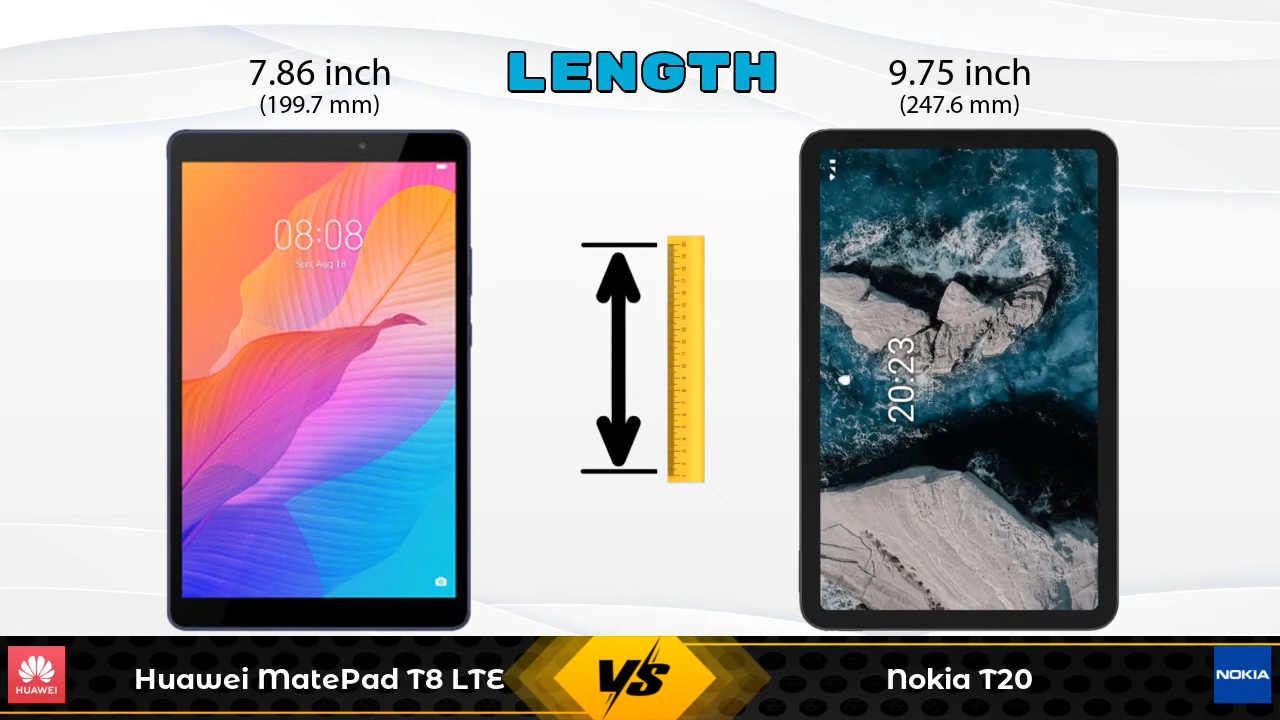 LENGTH
7.86 inch
(199.7 mm)
9.75 inch
(247.6 mm)
08:08
Sun, Aug 18
20:23
HUAWEI
Huawei MatePad T8 LTE
VS
Nokia T20
NOKIA